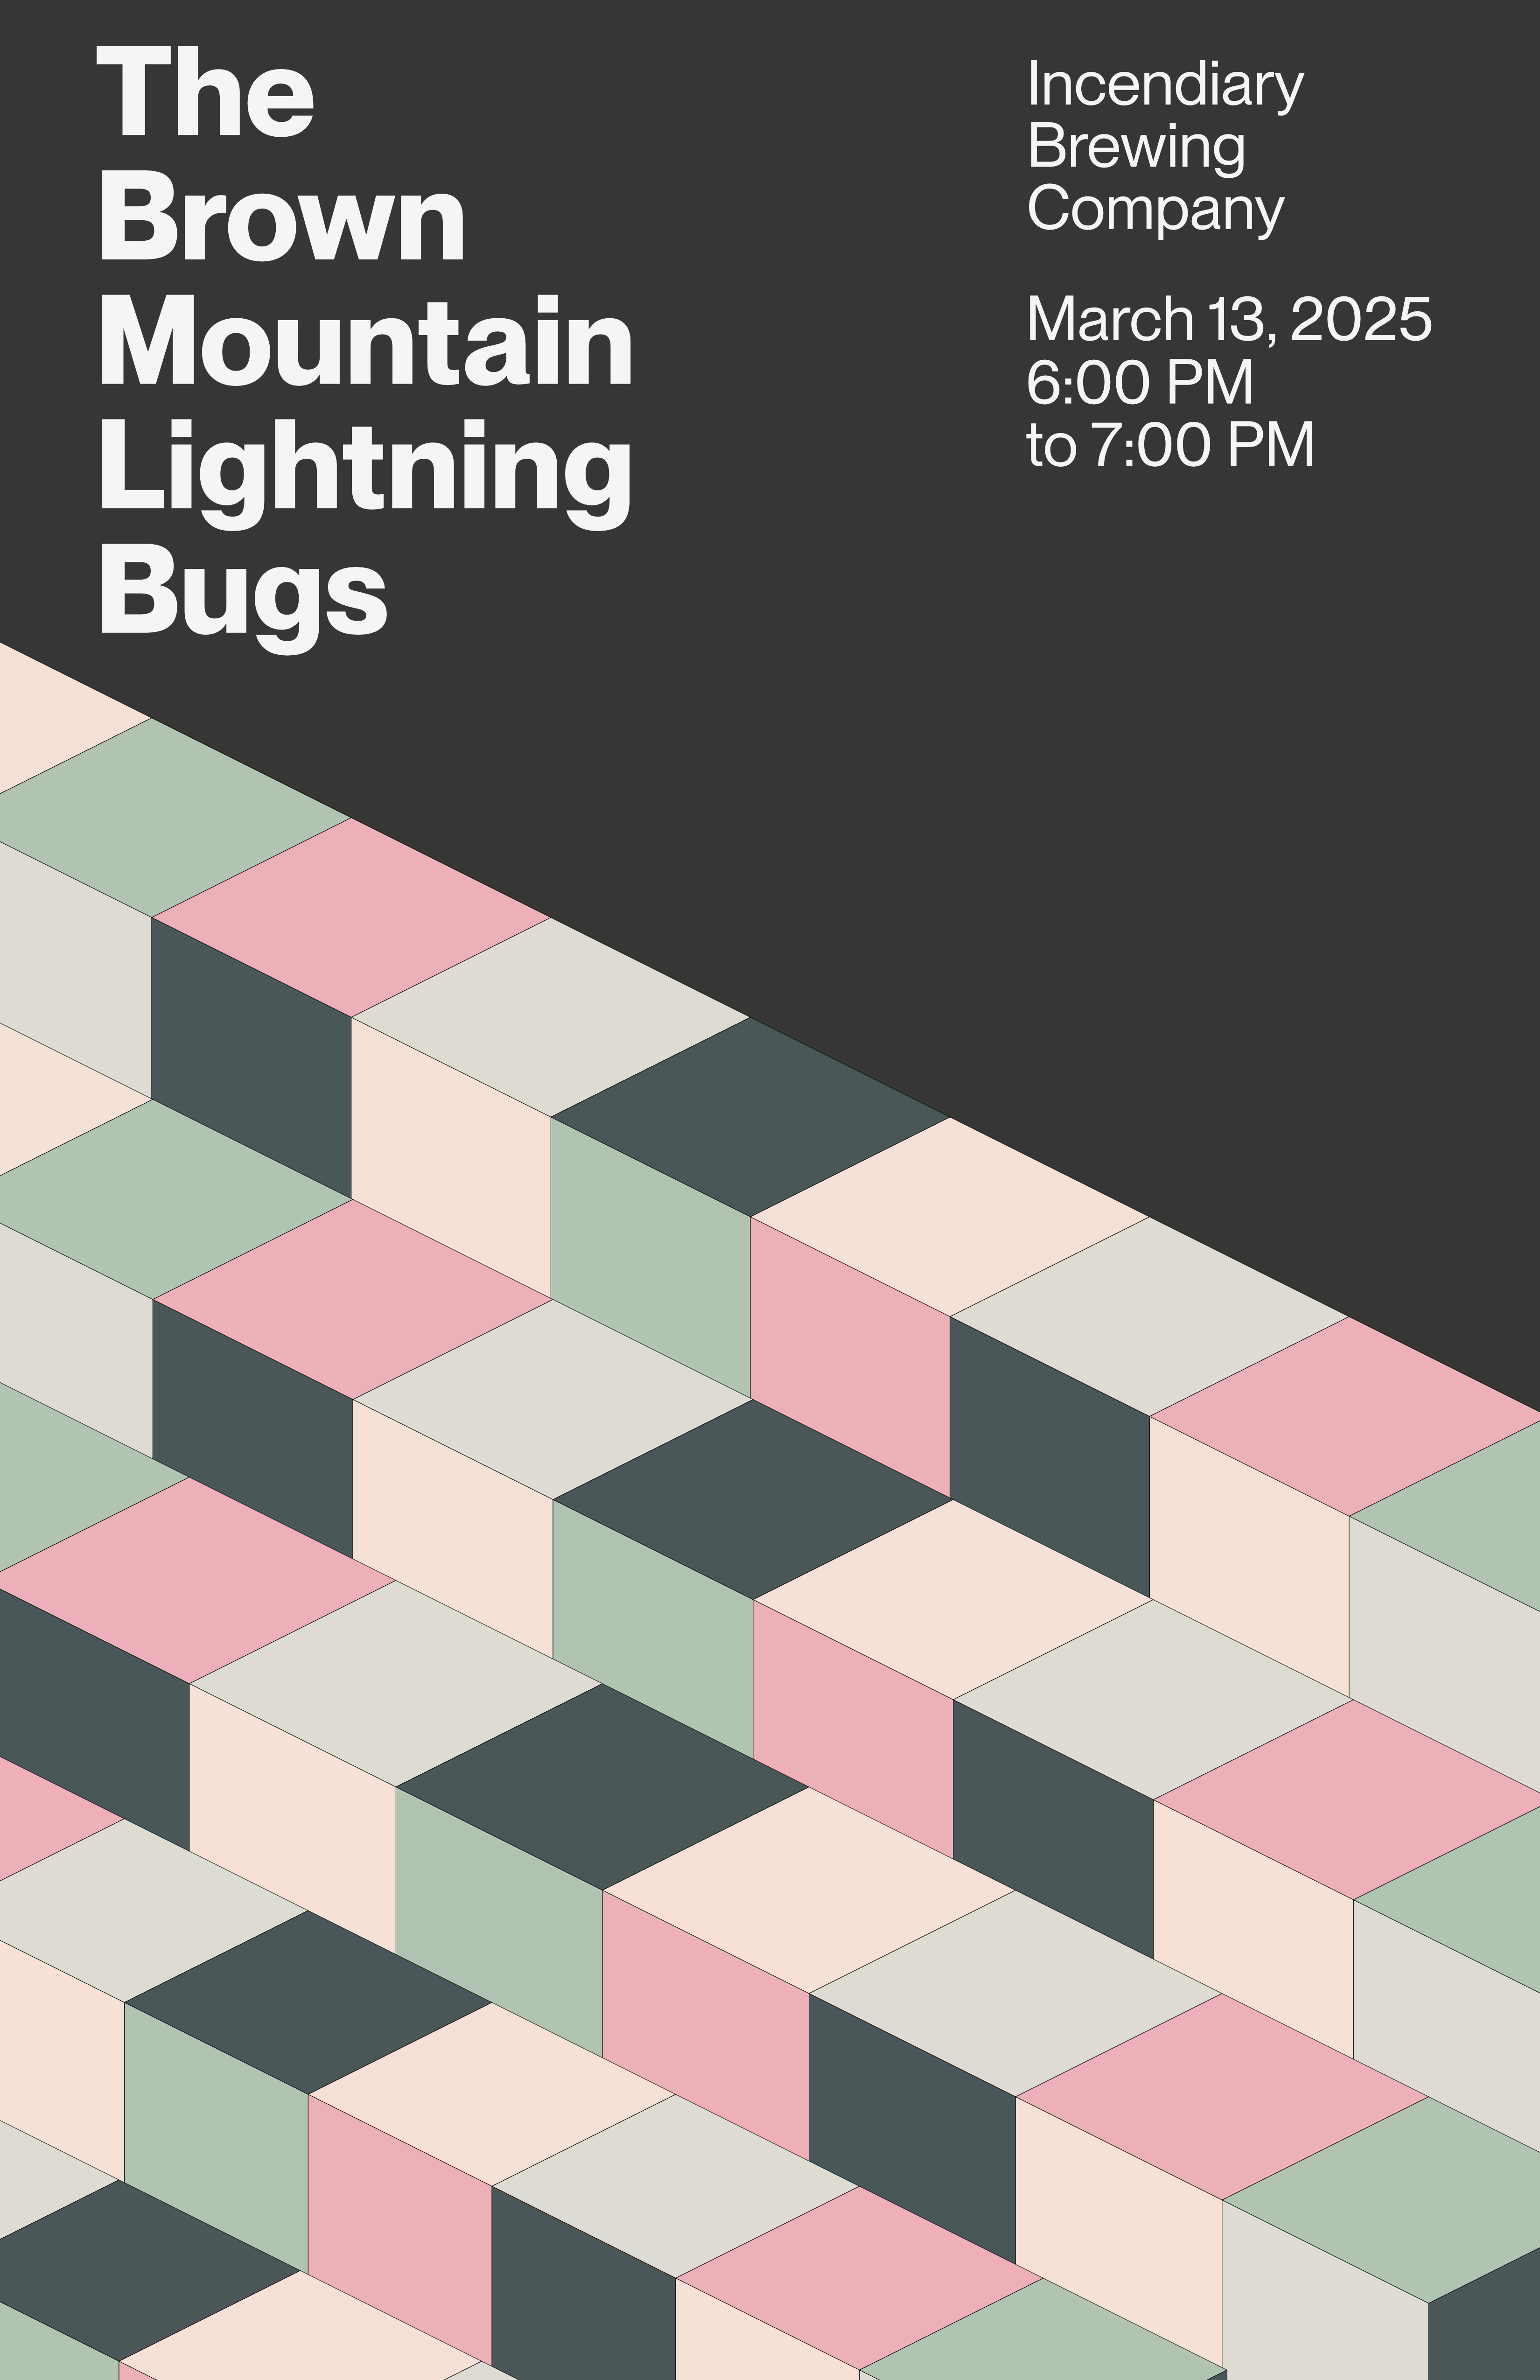 The
Brown
Mountain
Lightning
Bugs
Incendiary
Brewing
Company
March 13, 2025
6:00 PM
to 7:00 PM